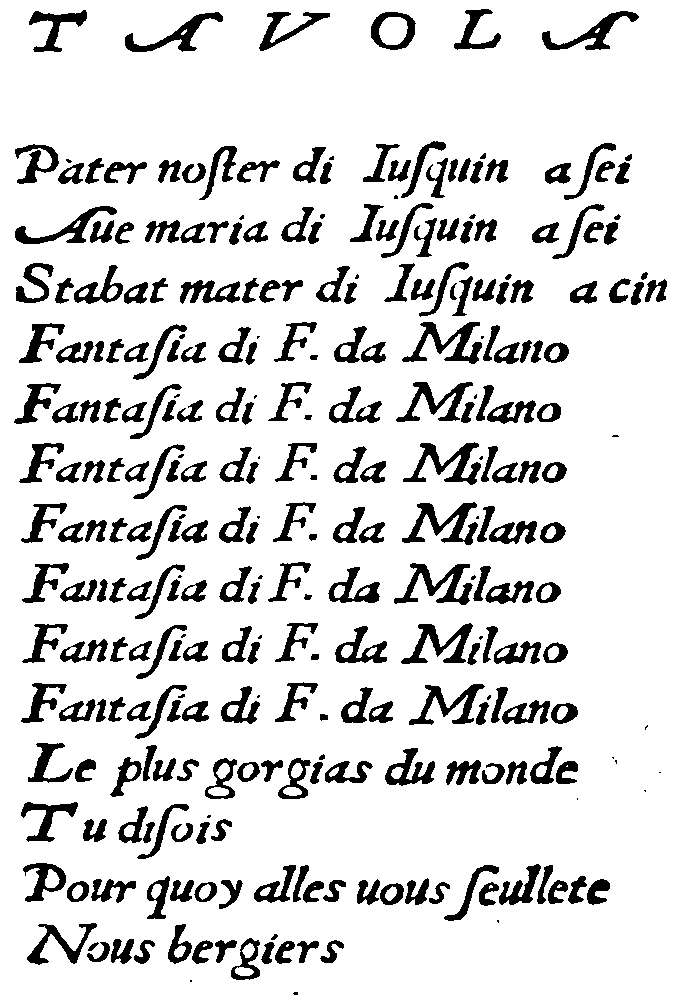 TAVOLA
Pater noſter di Iuſquin a ſei
Aue maria di Iuſquin a ſei
Stabat mater di Iuſquin a cin
Fantaſia di F. da Milano
Fantaſia di F. da Milano
Fantaſia di F. da Milano
Fantaſia di F. da Milano
Fantaſia di F. da Milano
Fantaſia di F. da Milano
Fantaſia di F. da Milano
Le plus gorgias du monde
Tu diſois
Pour quoy alles uous ſeullete
Nous bergiers